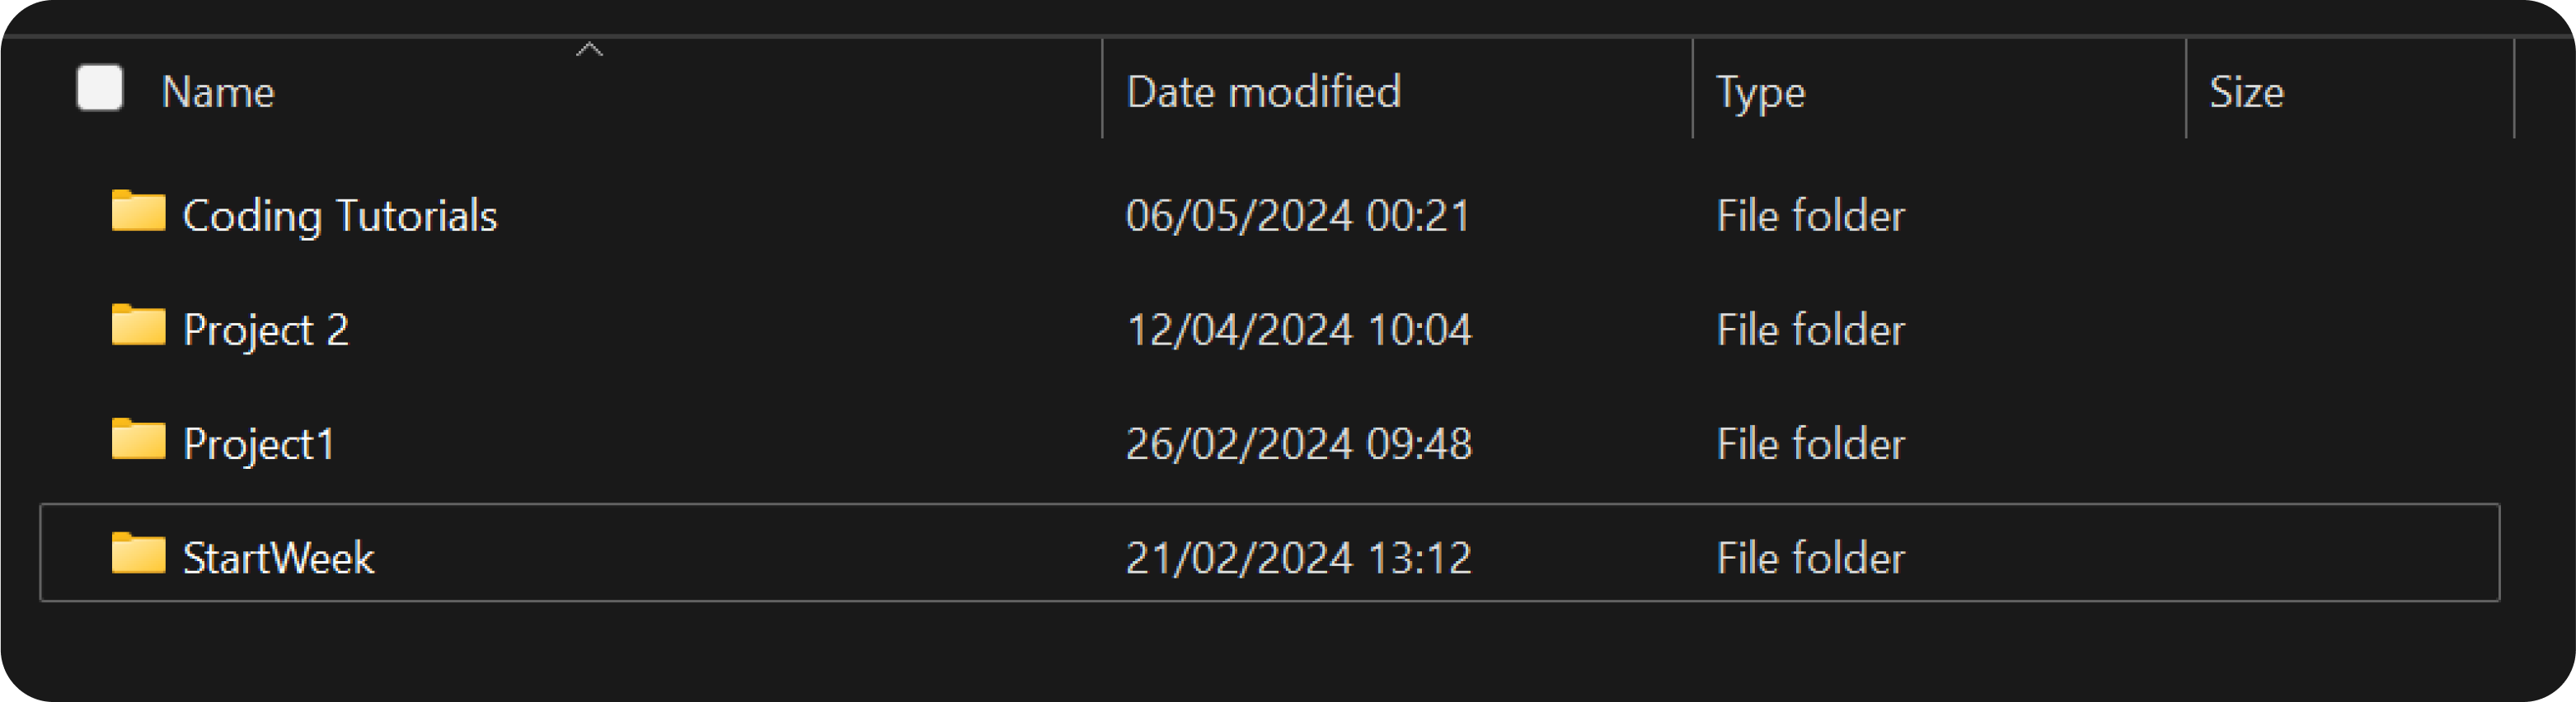 Name Date modified Type Size
Coding Tutorials 06/05/2024 00:21 File folder
Project 2 12/04/2024 10:04 File folder
Project1 26/02/2024 09:48 File folder
StartWeek 21/02/2024 13:12 File folder